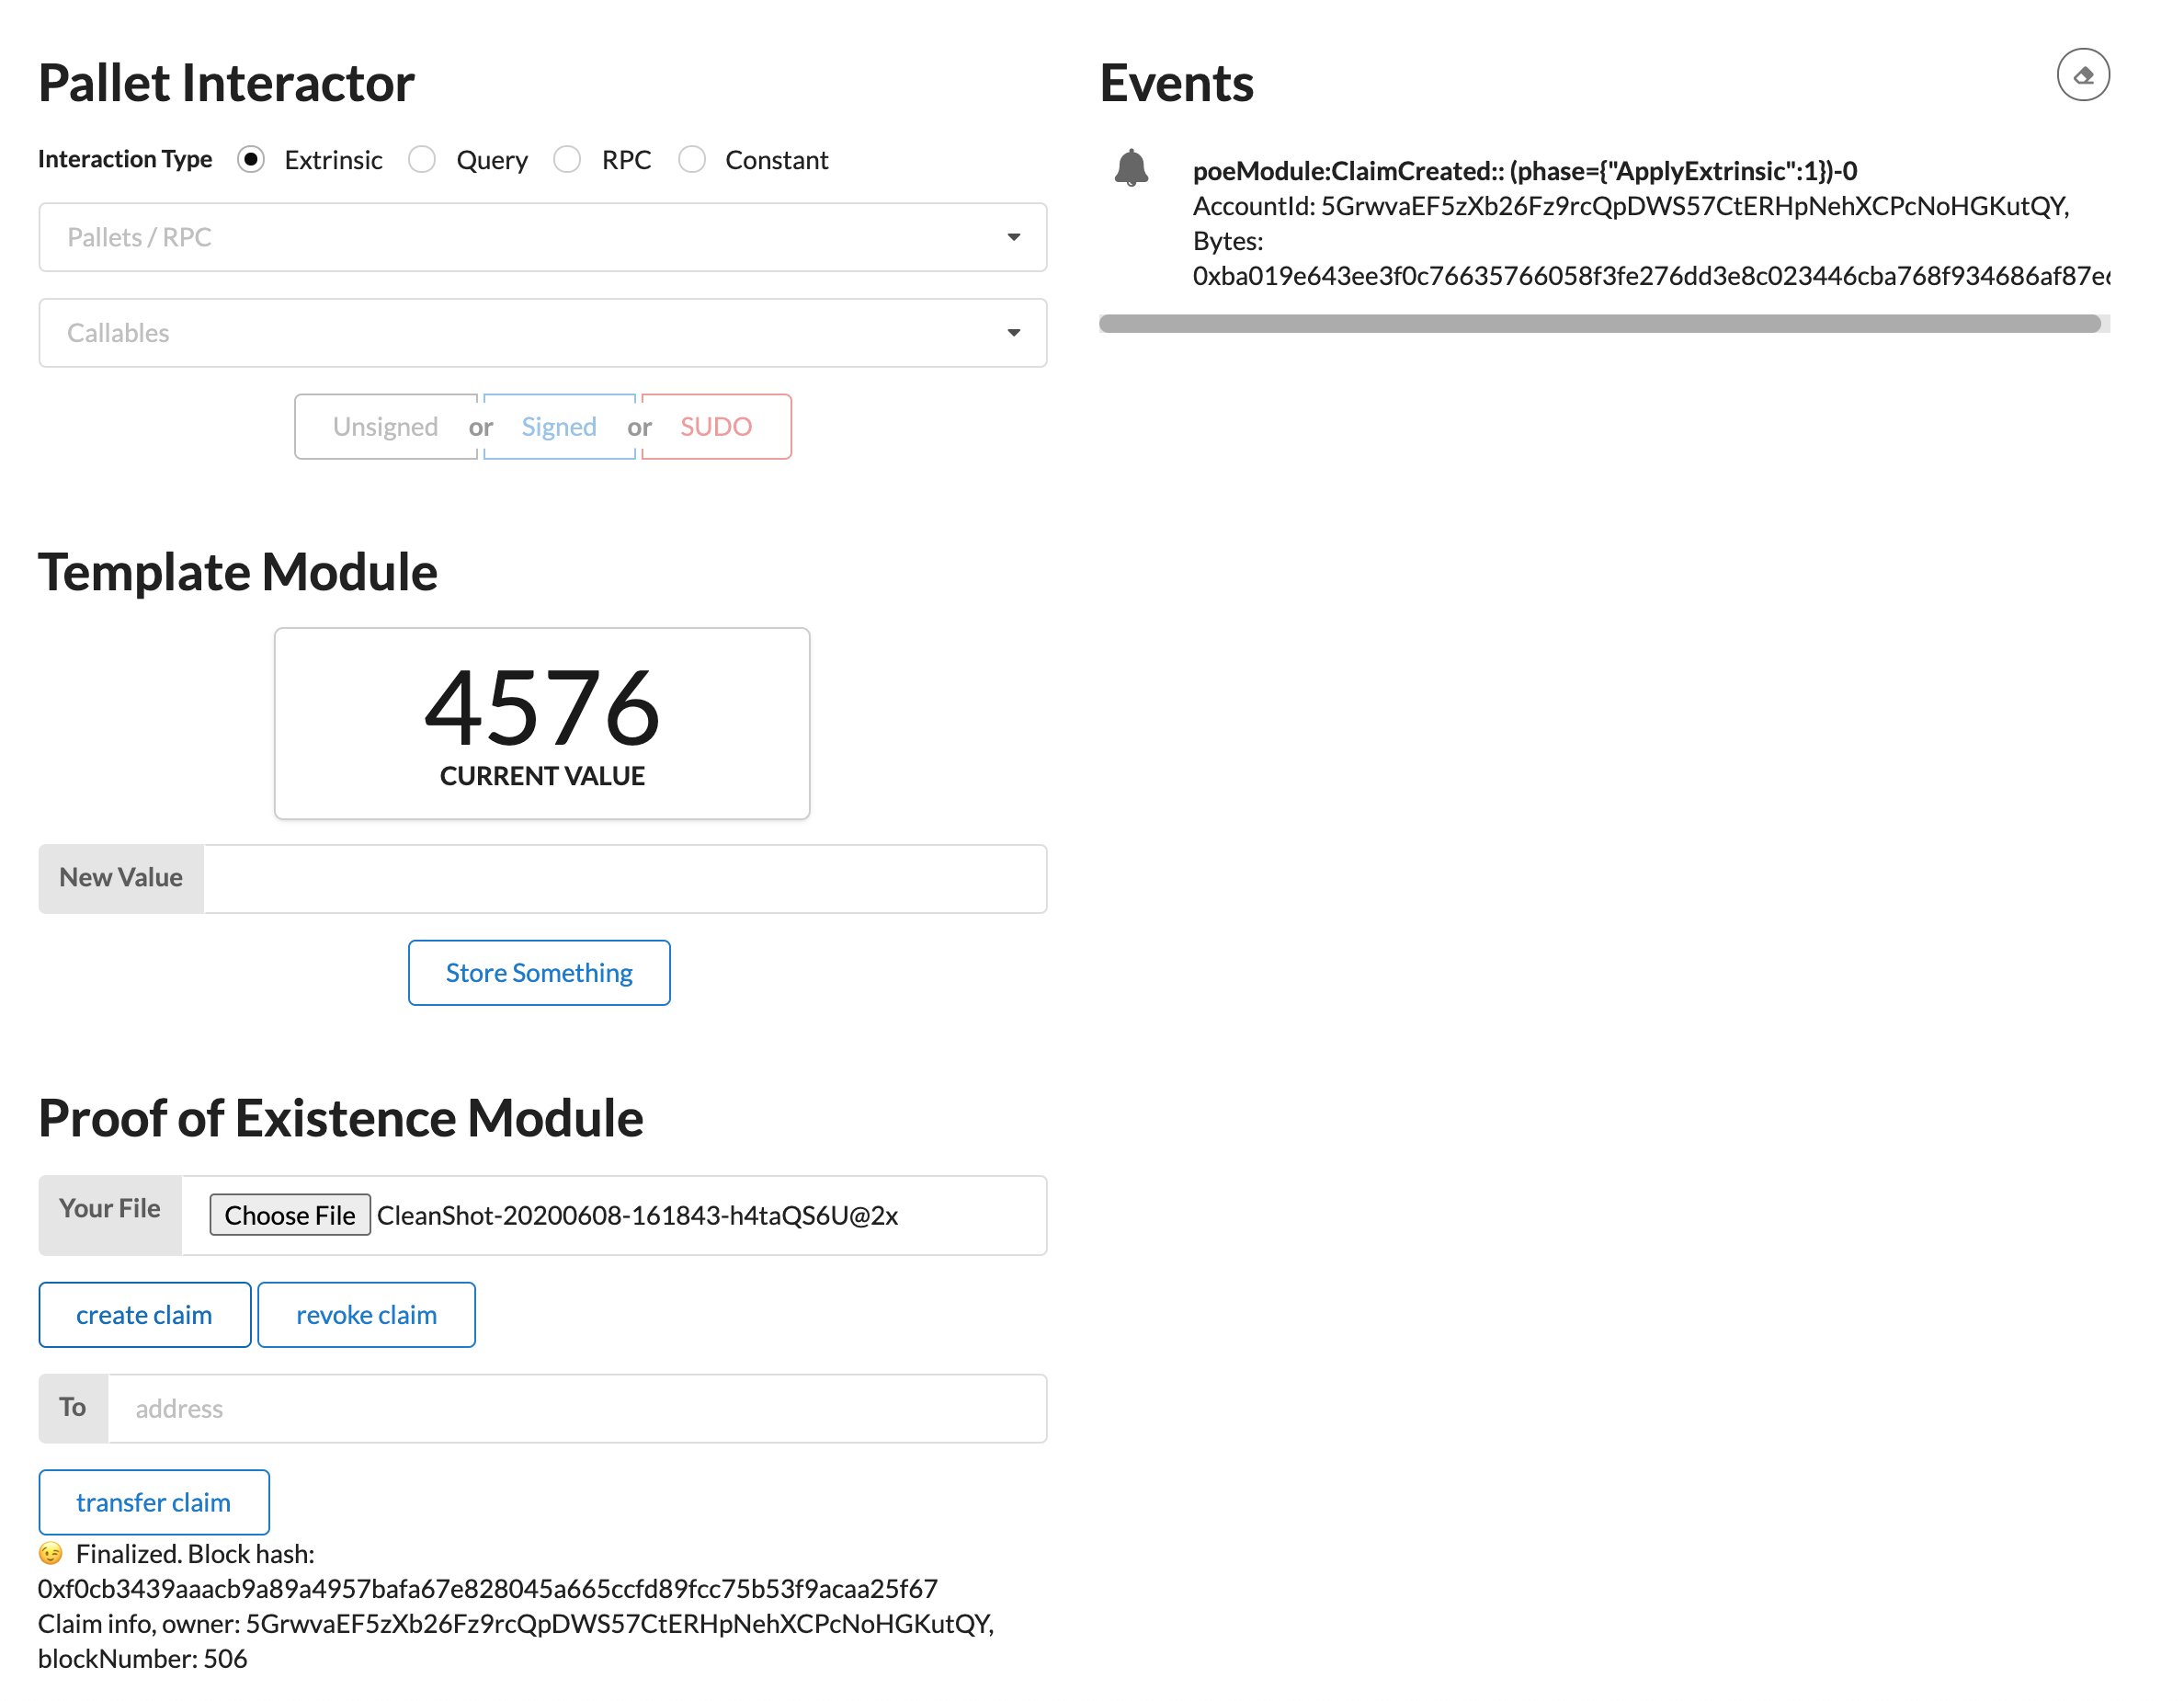 Pallet Interactor
Interaction Type Extrinsic Query RPC Constant
Pallets / RPC
Callables
Unsigned or Signed or SUDO
Template Module
4576
CURRENT VALUE
New Value
Store Something
Proof of Existence Module
Your File Choose File CleanShot-20200608-161843-h4taQS6U@2x
create claim revoke claim
To address
transfer claim
😉 Finalized. Block hash:
0xf0cb3439aaacb9a89a4957bafa67e828045a665ccfd89fcc75b53f9acaa25f67
Claim info, owner: 5GrwvaEF5zXb26Fz9rcQpDWS57CtERHpNehXCPcNoHGKutQY,
blockNumber: 506
Events
poeModule:ClaimCreated:: (phase={"ApplyExtrinsic":1})-0
AccountId: 5GrwvaEF5zXb26Fz9rcQpDWS57CtERHpNehXCPcNoHGKutQY,
Bytes:
0xba019e643ee3f0c76635766058f3fe276dd3e8c023446cba768f934686af87e